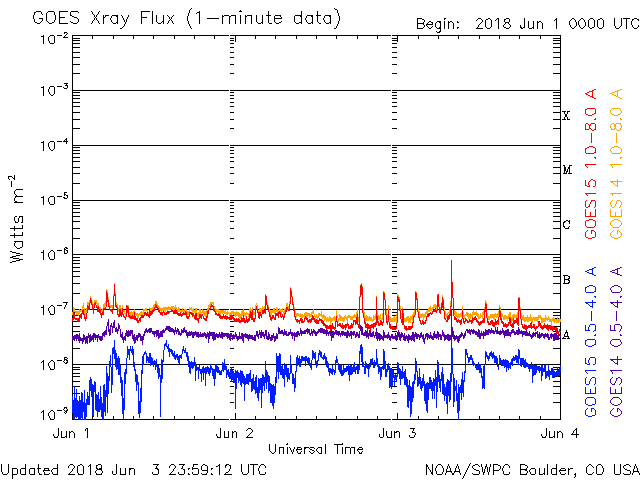 GOES Xray Flux (1-minute data)
Begin: 2018 Jun 1 0000 UTC
10⁻²
10⁻³
10⁻⁴
10⁻⁵
10⁻⁶
10⁻⁷
10⁻⁸
10⁻⁹
Watts m⁻²
X
M
C
B
A
GOES15 1.0-8.0 A
GOES14 1.0-8.0 A
GOES15 0.5-4.0 A
GOES14 0.5-4.0 A
Jun 1
Jun 2
Jun 3
Jun 4
Universal Time
Updated 2018 Jun 3 23:59:12 UTC
NOAA/SWPC Boulder, CO USA